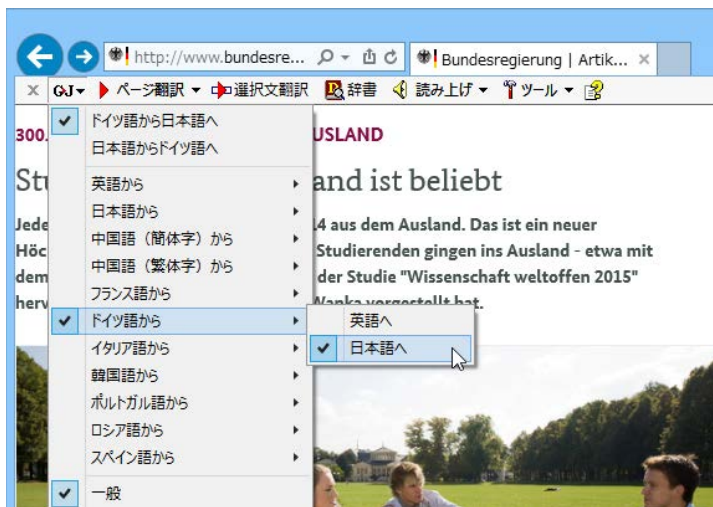 http://www.bundesre...
Bundesregierung | Artik...
G▸J ページ翻訳 選択文翻訳 辞書 読み上げ ツール
ドイツ語から日本語へ
日本語からドイツ語へ
300. USLAND
英語から
Stu and ist beliebt
日本語から
Jede 14 aus dem Ausland. Das ist ein neuer
中国語（簡体字）から
Höc Studierenden gingen ins Ausland - etwa mit
中国語（繁体字）から
dem der Studie "Wissenschaft weltoffen 2015"
フランス語から
herv Wanka vorgestellt hat.
ドイツ語から
英語へ
イタリア語から
日本語へ
韓国語から
ポルトガル語から
ロシア語から
スペイン語から
一般